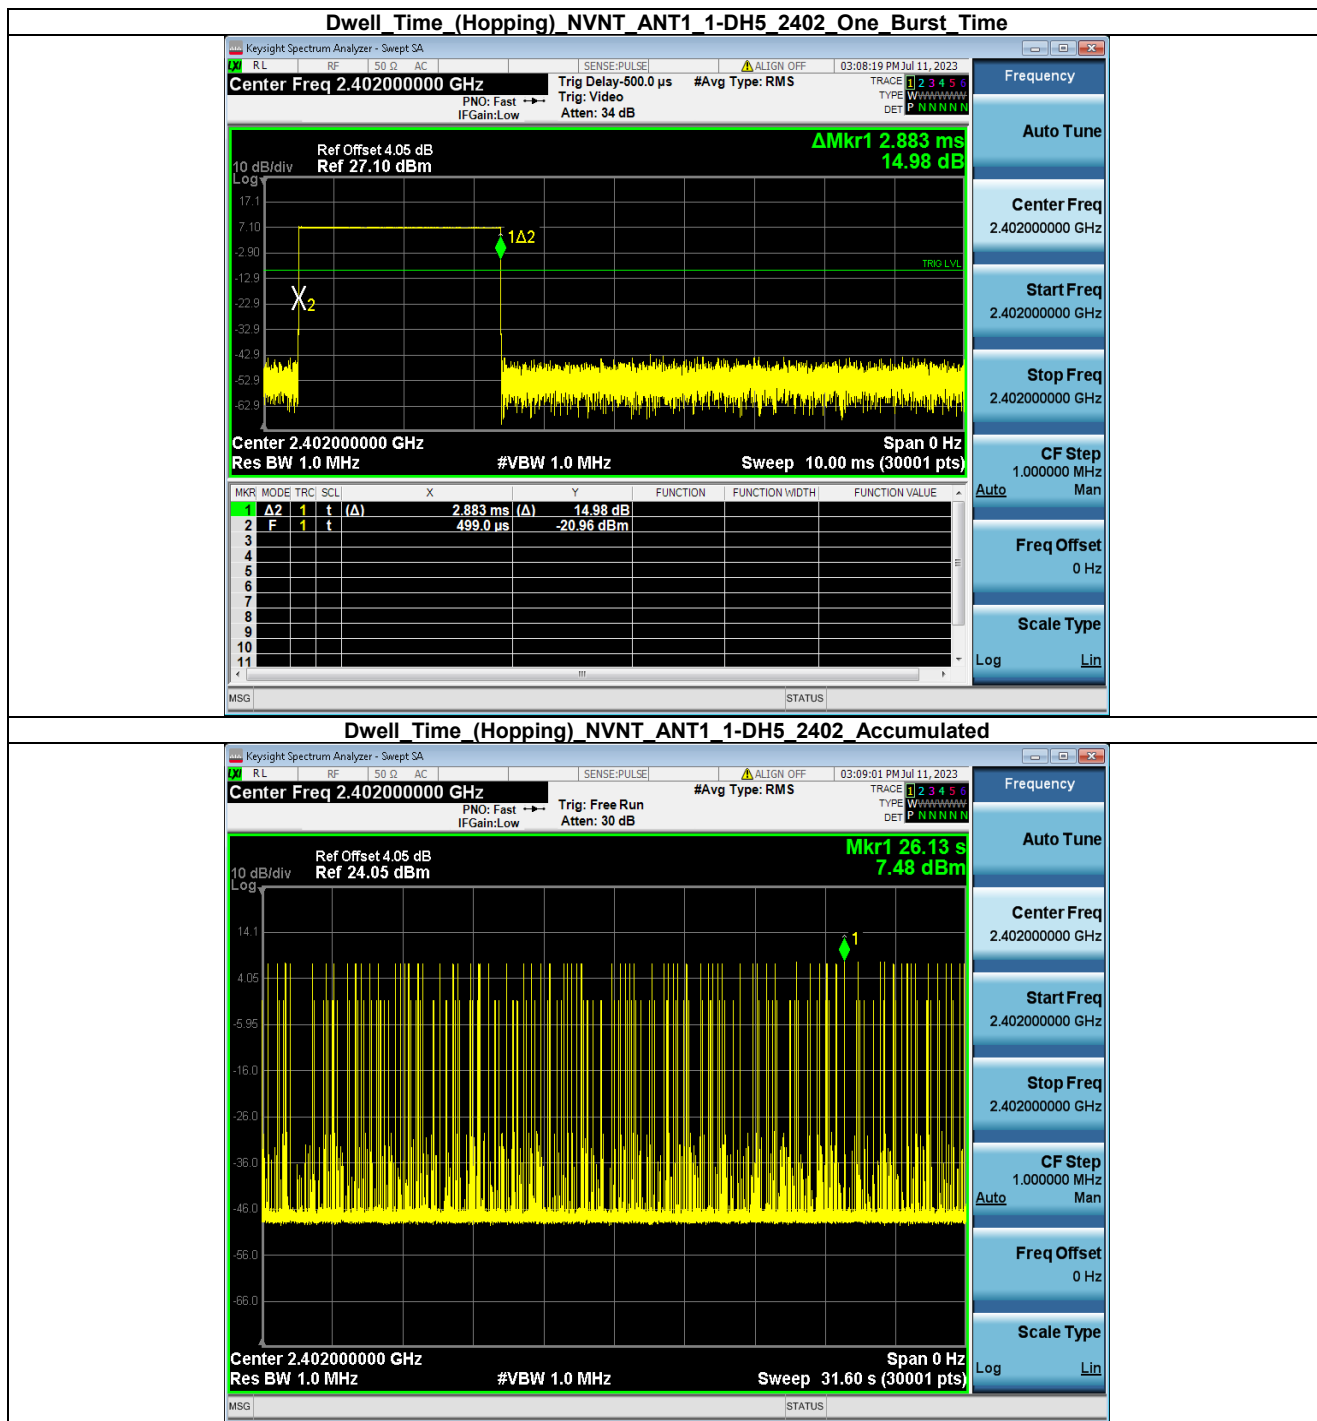 Dwell_Time_(Hopping)_NVNT_ANT1_1-DH5_2402_One_Burst_Time
Keysight Spectrum Analyzer - Swept SA
LXI RL RF 50 Ω AC SENSE:PULSE ALIGN OFF 03:08:19 PM Jul 11, 2023
Center Freq 2.402000000 GHz
PNO: Fast
IFGain:Low
Trig Delay-500.0 µs
Trig: Video
Atten: 34 dB
#Avg Type: RMS
TRACE 1 2 3 4 5 6
TYPE WWWWWW
DET P N N N N N
ΔMkr1 2.883 ms
14.98 dB
Ref Offset 4.05 dB
10 dB/div Ref 27.10 dBm
Log
17.1
7.10
-2.90
-12.9
-22.9
-32.9
-42.9
-52.9
-62.9
1Δ2
TRIG LVL
X2
Center 2.402000000 GHz Span 0 Hz
Res BW 1.0 MHz #VBW 1.0 MHz Sweep 10.00 ms (30001 pts)
MKR MODE TRC SCL X Y FUNCTION FUNCTION WIDTH FUNCTION VALUE
1 Δ2 1 t (Δ) 2.883 ms (Δ) 14.98 dB
2 F 1 t 499.0 µs -20.96 dBm
3
4
5
6
7
8
9
10
11
MSG STATUS
Frequency
Auto Tune
Center Freq
2.402000000 GHz
Start Freq
2.402000000 GHz
Stop Freq
2.402000000 GHz
CF Step
1.000000 MHz
Auto Man
Freq Offset
0 Hz
Scale Type
Log Lin
Dwell_Time_(Hopping)_NVNT_ANT1_1-DH5_2402_Accumulated
Keysight Spectrum Analyzer - Swept SA
LXI RL RF 50 Ω AC SENSE:PULSE ALIGN OFF 03:09:01 PM Jul 11, 2023
Center Freq 2.402000000 GHz
PNO: Fast
IFGain:Low
Trig: Free Run
Atten: 30 dB
#Avg Type: RMS
TRACE 1 2 3 4 5 6
TYPE WWWWWW
DET P N N N N N
Mkr1 26.13 s
7.48 dBm
Ref Offset 4.05 dB
10 dB/div Ref 24.05 dBm
Log
14.1
4.05
-5.95
-16.0
-26.0
-36.0
-46.0
-56.0
-66.0
1
Center 2.402000000 GHz Span 0 Hz
Res BW 1.0 MHz #VBW 1.0 MHz Sweep 31.60 s (30001 pts)
MSG STATUS
Frequency
Auto Tune
Center Freq
2.402000000 GHz
Start Freq
2.402000000 GHz
Stop Freq
2.402000000 GHz
CF Step
1.000000 MHz
Auto Man
Freq Offset
0 Hz
Scale Type
Log Lin